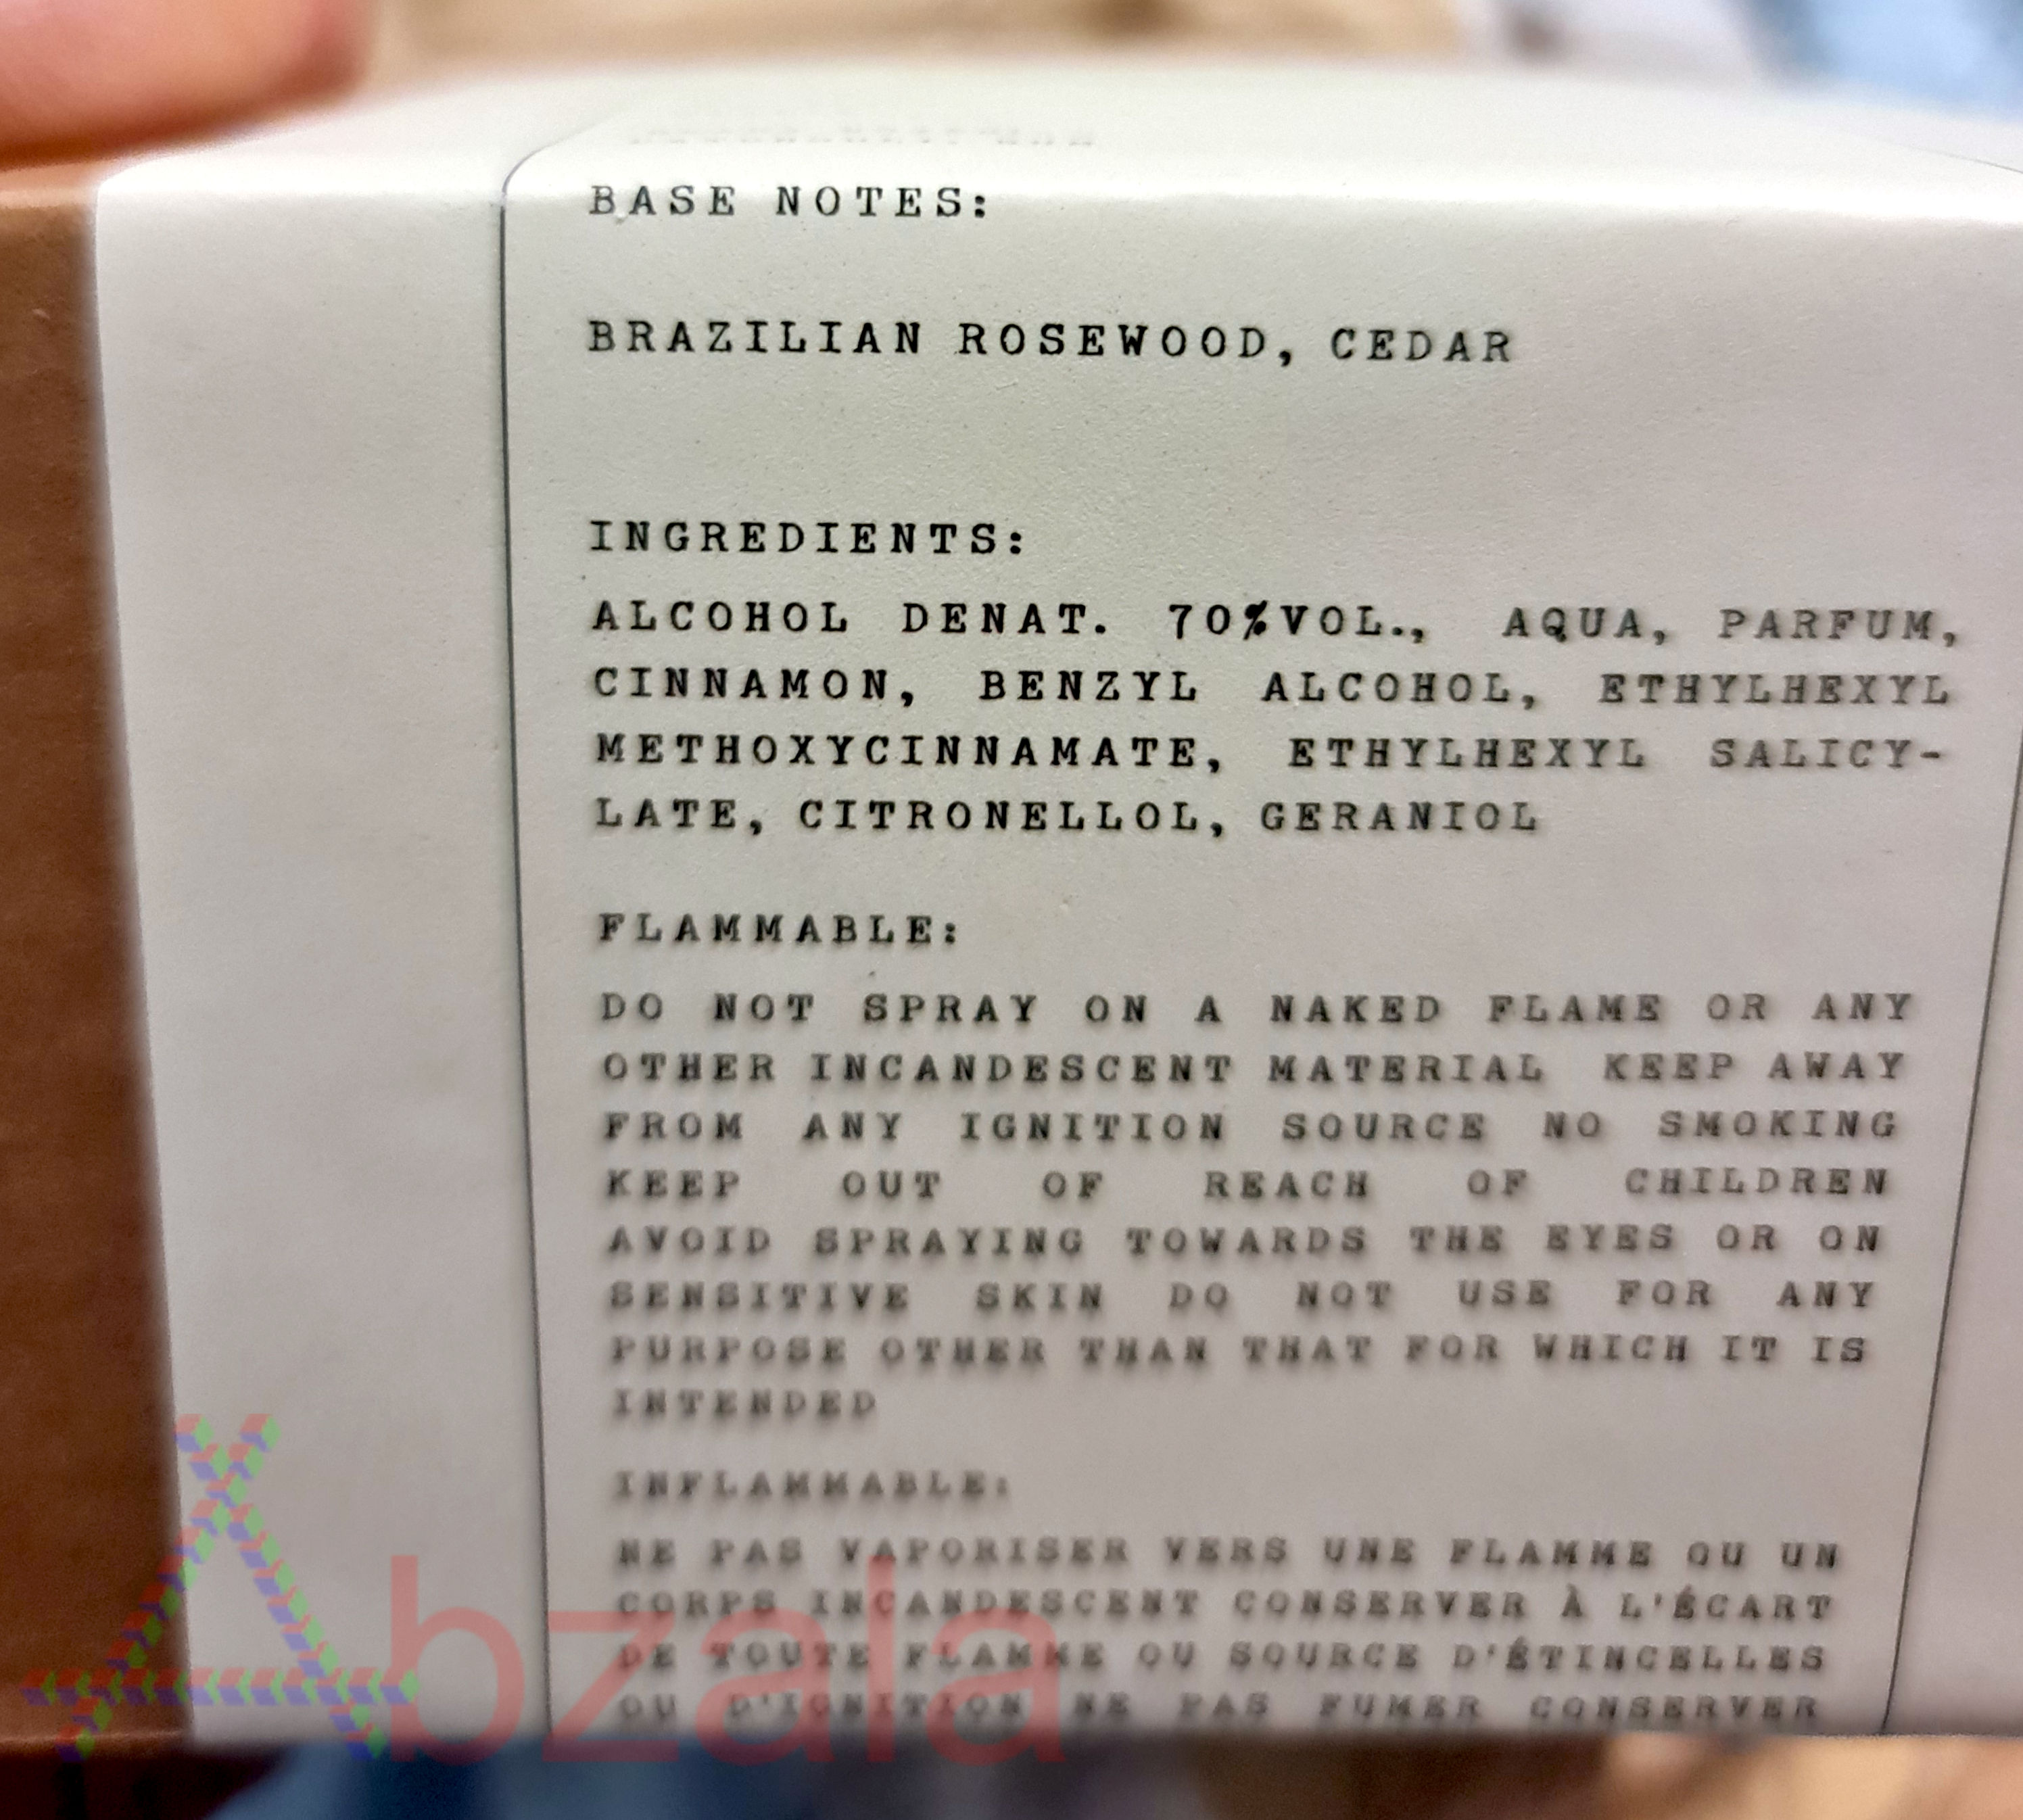 BASE NOTES:
BRAZILIAN ROSEWOOD, CEDAR
INGREDIENTS:
ALCOHOL DENAT. 70%VOL., AQUA, PARFUM,
CINNAMON, BENZYL ALCOHOL, ETHYLHEXYL
METHOXYCINNAMATE, ETHYLHEXYL SALICY-
LATE, CITRONELLOL, GERANIOL
FLAMMABLE:
DO NOT SPRAY ON A NAKED FLAME OR ANY
OTHER INCANDESCENT MATERIAL KEEP AWAY
FROM ANY IGNITION SOURCE NO SMOKING
KEEP OUT OF REACH OF CHILDREN
AVOID SPRAYING TOWARDS THE EYES OR ON
SENSITIVE SKIN DO NOT USE FOR ANY
PURPOSE OTHER THAN THAT FOR WHICH IT IS
INTENDED
INFLAMMABLE:
NE PAS VAPORISER VERS UNE FLAMME OU UN
CORPS INCANDESCENT CONSERVER À L'ÉCART
DE TOUTE FLAMME OU SOURCE D'ÉTINCELLES
OU D'IGNITION NE PAS FUMER CONSERVER
Abzala